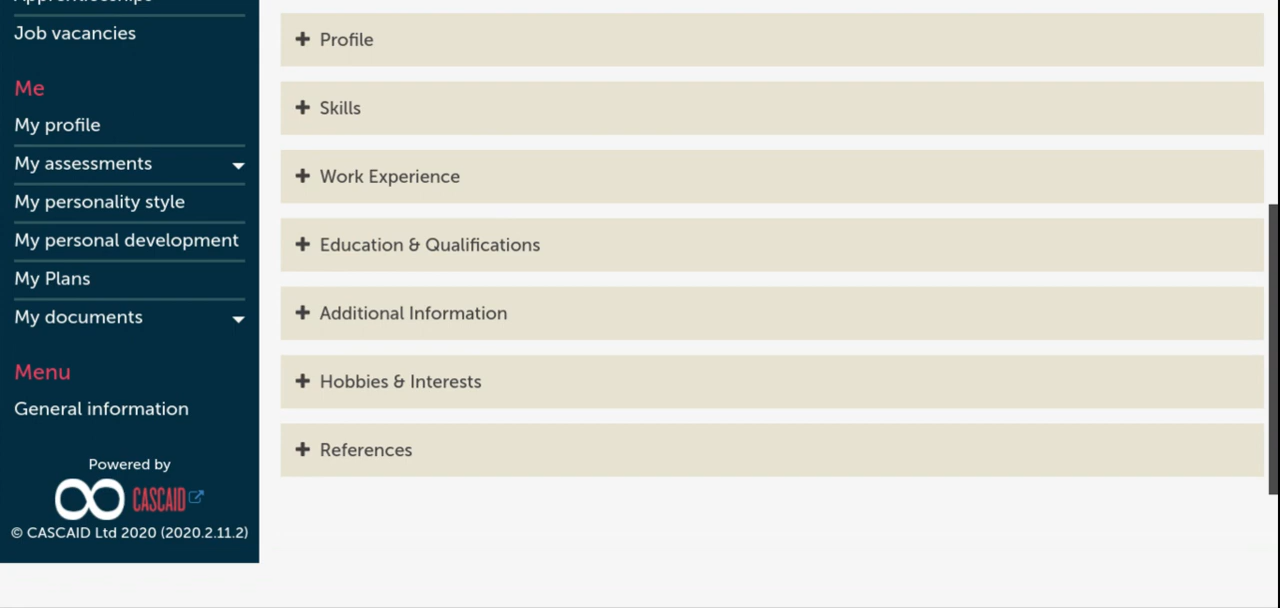 Apprenticeships
Job vacancies
Me
My profile
My assessments
My personality style
My personal development
My Plans
My documents
Menu
General information
Powered by
CASCAID
© CASCAID Ltd 2020 (2020.2.11.2)
Profile
Skills
Work Experience
Education & Qualifications
Additional Information
Hobbies & Interests
References